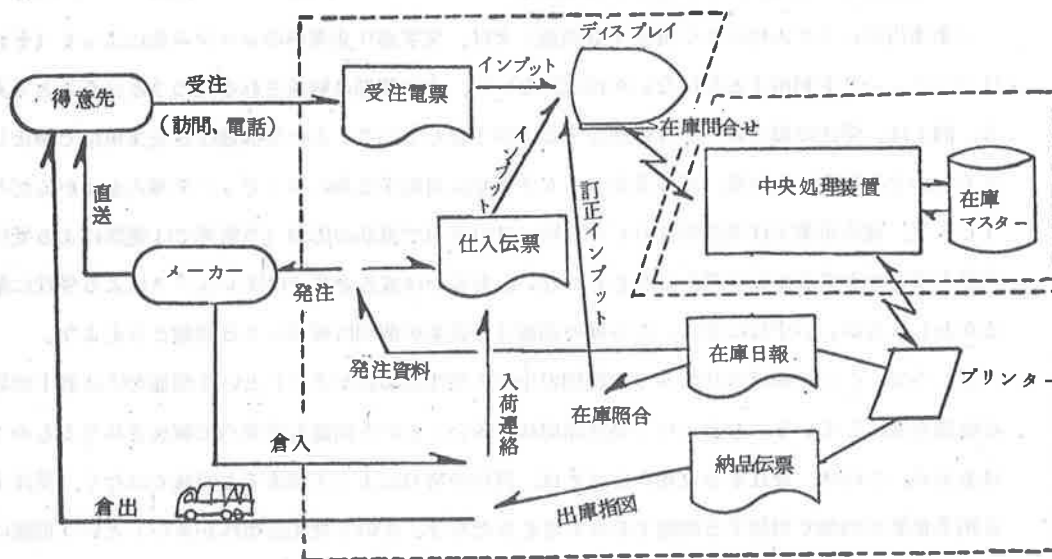 ディスプレイ
得意先
受注
(訪問、電話)
受注電票
インプット
在庫問合せ
中央処理装置
在庫
マスター
直送
インプット
訂正インプット
仕入伝票
メーカー
発注
発注資料
入荷連絡
在庫日報
プリンター
在庫照合
倉入
納品伝票
出庫指図
倉出